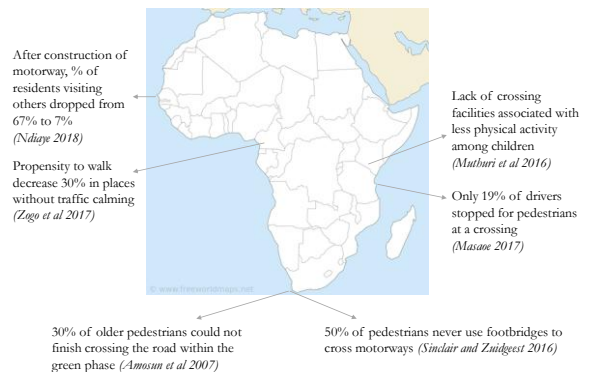 After construction of
motorway, % of
residents visiting
others dropped from
67% to 7%
(Ndiaye 2018)
Propensity to walk
decrease 30% in places
without traffic calming
(Zogo et al 2017)
Lack of crossing
facilities associated with
less physical activity
among children
(Muthuri et al 2016)
Only 19% of drivers
stopped for pedestrians
at a crossing
(Masaoe 2017)
© www.freeworldmaps.net
30% of older pedestrians could not
finish crossing the road within the
green phase (Amosun et al 2007)
50% of pedestrians never use footbridges to
cross motorways (Sinclair and Zuidgeest 2016)